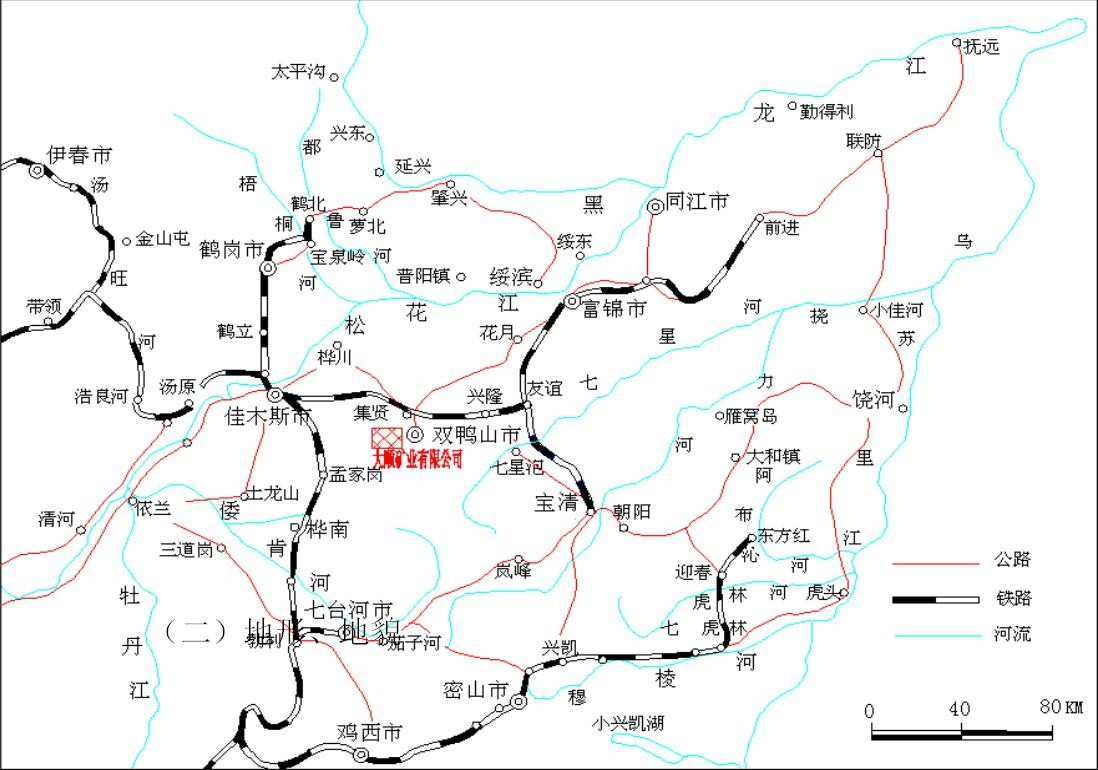 抚远
江
太平沟
龙
勤得利
兴东
都
联防
伊春市
延兴
汤
梧
肇兴
黑
同江市
鹤北
桐
鲁
萝北
前进
金山屯
鹤岗市
宝泉岭
河
绥东
乌
旺
河
晋阳镇
绥滨
带领
江
花
富锦市
河
挠
小佳河
鹤立
松
花月
星
苏
河
桦川
汤原
浩良河
兴隆
友谊
七
力
饶河
佳木斯市
集贤
雁窝岛
双鸭山市
河
大顺矿业有限公司
七星泡
大和镇
里
孟家岗
阿
土龙山
宝清
朝阳
清河
依兰
倭
布
桦南
东方红
江
三道岗
肯
沁
公路
岚峰
迎春
河
河
林
河
虎头
铁路
牡
七台河市
虎
(二)地形 地貌
七
虎
林
河流
勃利
茄子河
丹
兴凯
河
棱
江
密山市
穆
小兴凯湖
0
40
80 KM
鸡西市